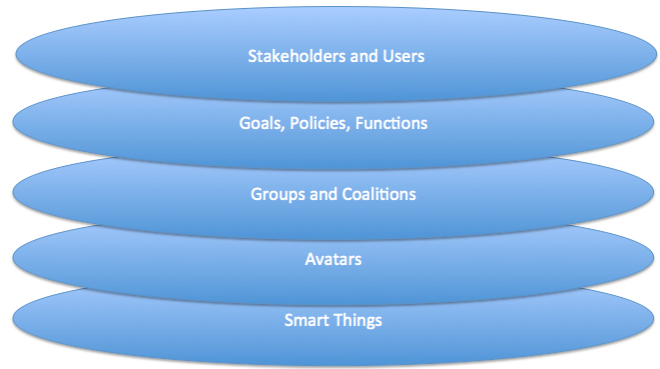 Stakeholders and Users
Goals, Policies, Functions
Groups and Coalitions
Avatars
Smart Things